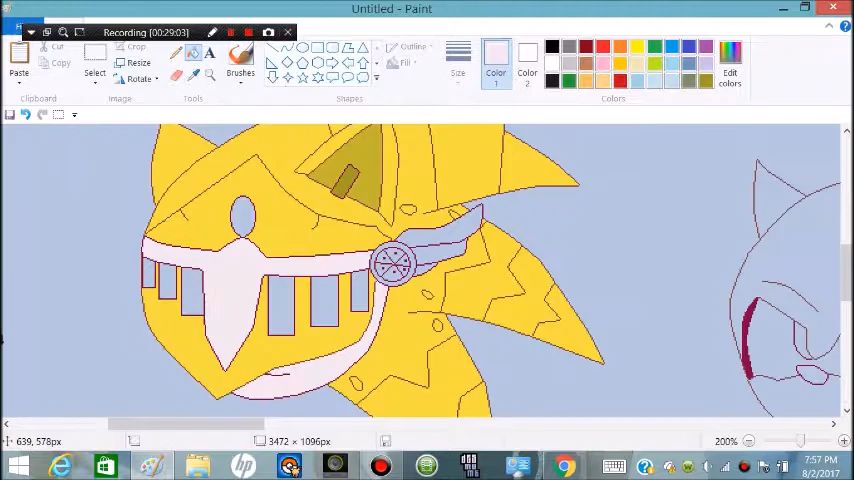 Untitled - Paint
Recording [00:29:03]
Paste
Cut
Copy
Clipboard
Select
Crop
Resize
Rotate
Image
A
Tools
Brushes
Shapes
Outline
Fill
Size
Color
1
Color
2
Edit
colors
Colors
639, 578px
3472 × 1096px
200%
hp
7:57 PM
8/2/2017